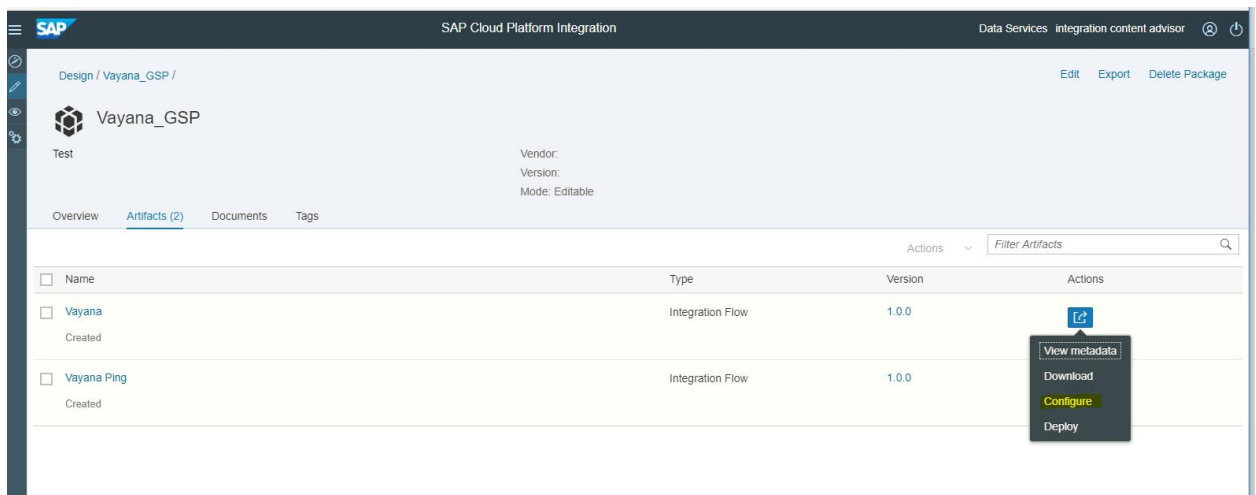 SAP
SAP Cloud Platform Integration
Data Services integration content advisor
Design / Vayana_GSP /
Edit Export Delete Package
Vayana_GSP
Test
Vendor:
Version:
Mode: Editable
Overview Artifacts (2) Documents Tags
Actions
Filter Artifacts
Name Type Version Actions
Vayana Integration Flow 1.0.0
Created
View metadata
Download
Configure
Deploy
Vayana Ping Integration Flow 1.0.0
Created